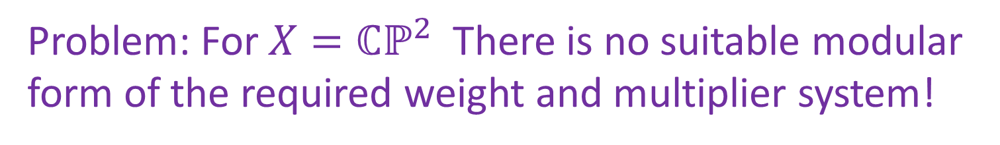 Problem: For 𝑋 = ℂℙ² There is no suitable modular
form of the required weight and multiplier system!